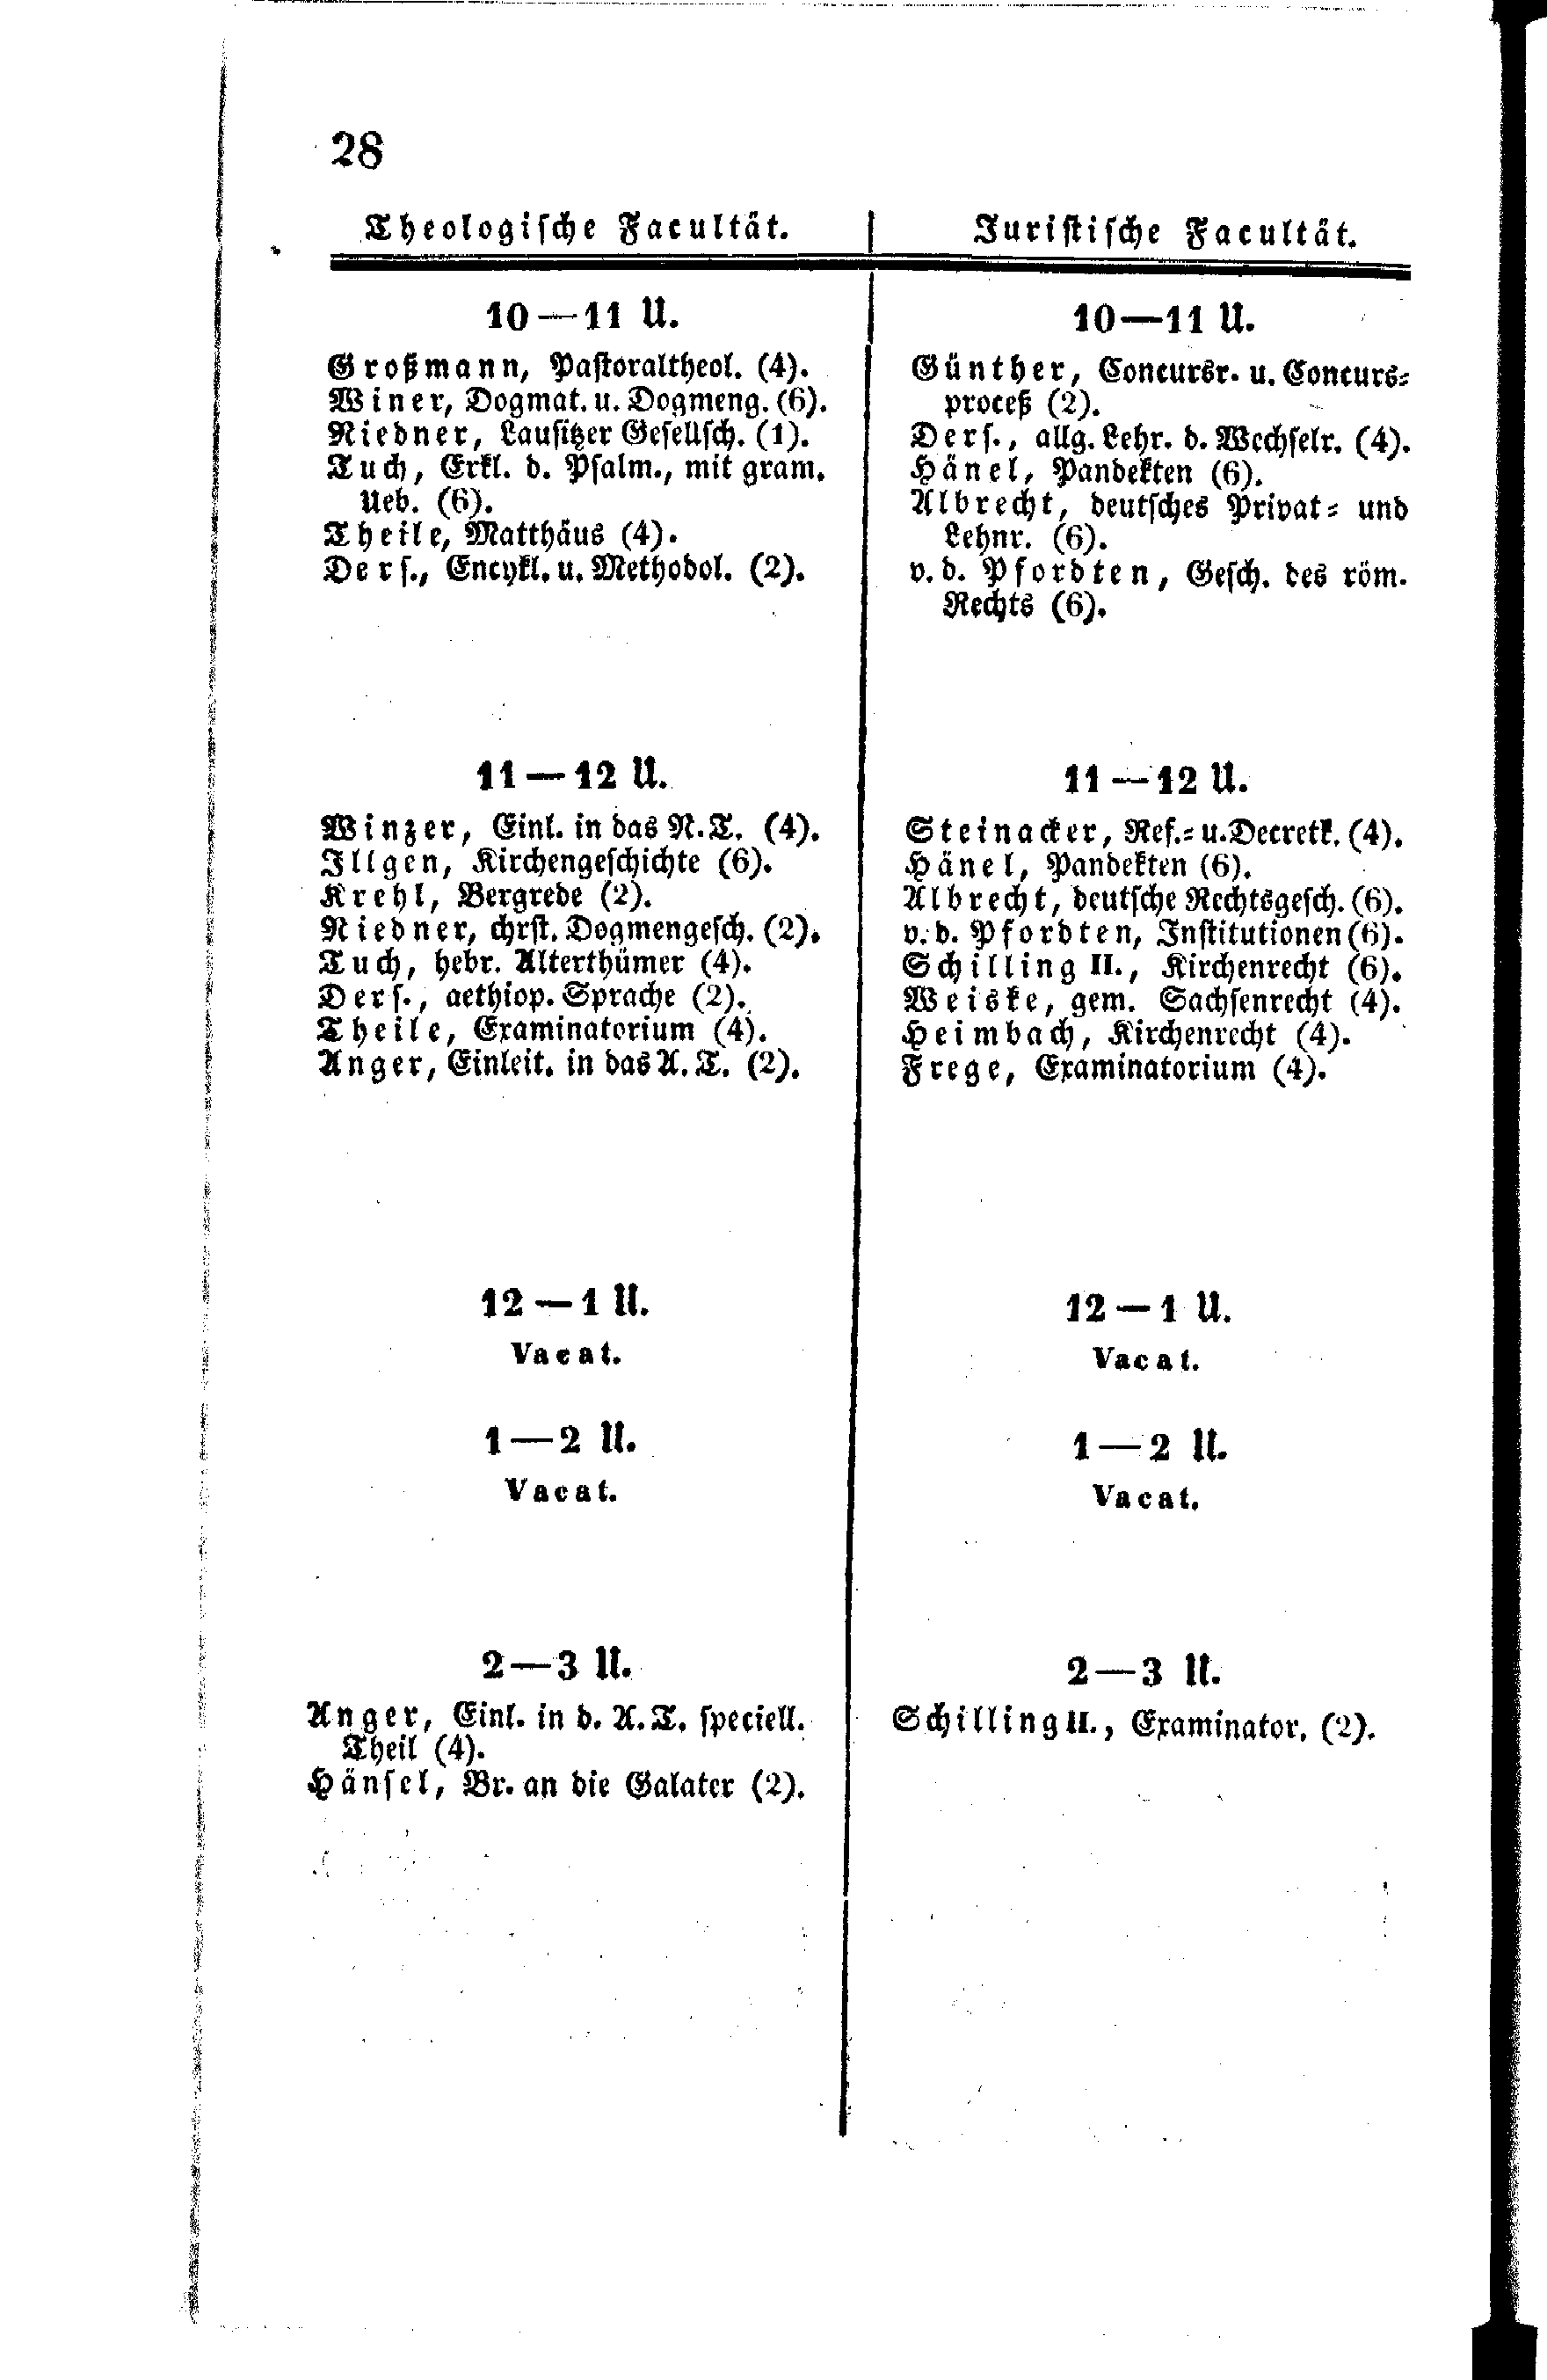 28
Theologische Facultät.
10—11 U.
Großmann, Pastoraltheol. (4).
Winer, Dogmat. u. Dogmeng. (6).
Niedner, Lausitzer Gesellsch. (1).
Tuch, Erkl. d. Psalm., mit gram.
Ueb. (6).
Theile, Matthäus (4).
Ders., Encykl. u. Methodol. (2).
11—12 U.
Winzer, Einl. in das N. T. (4).
Illgen, Kirchengeschichte (6).
Krehl, Bergrede (2).
Niedner, chrst. Dogmengesch. (2).
Tuch, hebr. Alterthümer (4).
Ders., aethiop. Sprache (2).
Theile, Examinatorium (4).
Anger, Einleit. in das A. T. (2).
12—1 U.
Vacat.
1—2 U.
Vacat.
2—3 U.
Anger, Einl. in d. A. T. speciell.
Theil (4).
Hänsel, Br. an die Galater (2).
Juristische Facultät.
10—11 U.
Günther, Concursr. u. Concurs-
proceß (2).
Ders., allg. Lehr. d. Wechselr. (4).
Hänel, Pandekten (6).
Albrecht, deutsches Privat- und
Lehnr. (6).
v. d. Pfordten, Gesch. des röm.
Rechts (6).
11—12 U.
Steinacker, Ref.- u. Decretk. (4).
Hänel, Pandekten (6).
Albrecht, deutsche Rechtsgesch. (6).
v. d. Pfordten, Institutionen (6).
Schilling II., Kirchenrecht (6).
Weiske, gem. Sachsenrecht (4).
Heimbach, Kirchenrecht (4).
Frege, Examinatorium (4).
12—1 U.
Vacat.
1—2 U.
Vacat.
2—3 U.
Schilling II., Examinator. (2).